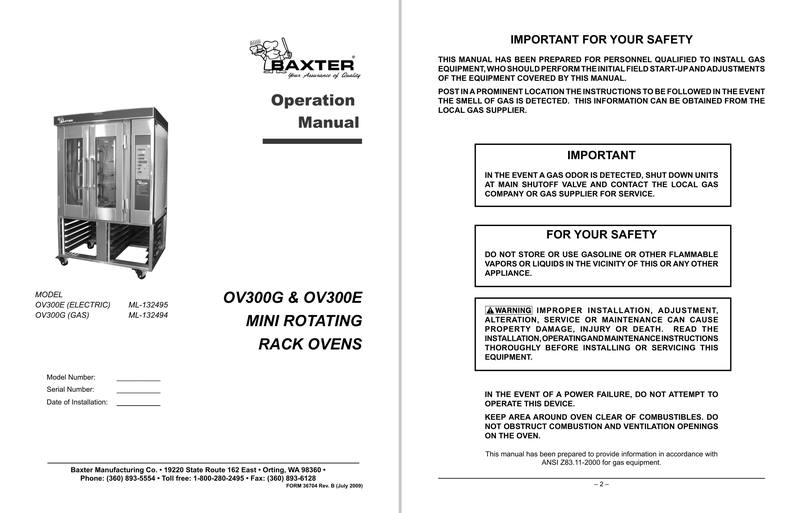 BAXTER®
Your Assurance of Quality
Operation
Manual
BAXTER
MODEL
OV300E (ELECTRIC) ML-132495
OV300G (GAS) ML-132494
OV300G & OV300E
MINI ROTATING
RACK OVENS
Model Number:
Serial Number:
Date of Installation:
Baxter Manufacturing Co. • 19220 State Route 162 East • Orting, WA 98360 •
Phone: (360) 893-5554 • Toll free: 1-800-280-2495 • Fax: (360) 893-6128
FORM 36704 Rev. B (July 2009)
IMPORTANT FOR YOUR SAFETY
THIS MANUAL HAS BEEN PREPARED FOR PERSONNEL QUALIFIED TO INSTALL GAS
EQUIPMENT, WHO SHOULD PERFORM THE INITIAL FIELD START-UP AND ADJUSTMENTS
OF THE EQUIPMENT COVERED BY THIS MANUAL.
POST IN A PROMINENT LOCATION THE INSTRUCTIONS TO BE FOLLOWED IN THE EVENT
THE SMELL OF GAS IS DETECTED. THIS INFORMATION CAN BE OBTAINED FROM THE
LOCAL GAS SUPPLIER.
IMPORTANT
IN THE EVENT A GAS ODOR IS DETECTED, SHUT DOWN UNITS
AT MAIN SHUTOFF VALVE AND CONTACT THE LOCAL GAS
COMPANY OR GAS SUPPLIER FOR SERVICE.
FOR YOUR SAFETY
DO NOT STORE OR USE GASOLINE OR OTHER FLAMMABLE
VAPORS OR LIQUIDS IN THE VICINITY OF THIS OR ANY OTHER
APPLIANCE.
WARNING IMPROPER INSTALLATION, ADJUSTMENT,
ALTERATION, SERVICE OR MAINTENANCE CAN CAUSE
PROPERTY DAMAGE, INJURY OR DEATH. READ THE
INSTALLATION, OPERATING AND MAINTENANCE INSTRUCTIONS
THOROUGHLY BEFORE INSTALLING OR SERVICING THIS
EQUIPMENT.
IN THE EVENT OF A POWER FAILURE, DO NOT ATTEMPT TO
OPERATE THIS DEVICE.
KEEP AREA AROUND OVEN CLEAR OF COMBUSTIBLES. DO
NOT OBSTRUCT COMBUSTION AND VENTILATION OPENINGS
ON THE OVEN.
This manual has been prepared to provide information in accordance with
ANSI Z83.11-2000 for gas equipment.
– 2 –